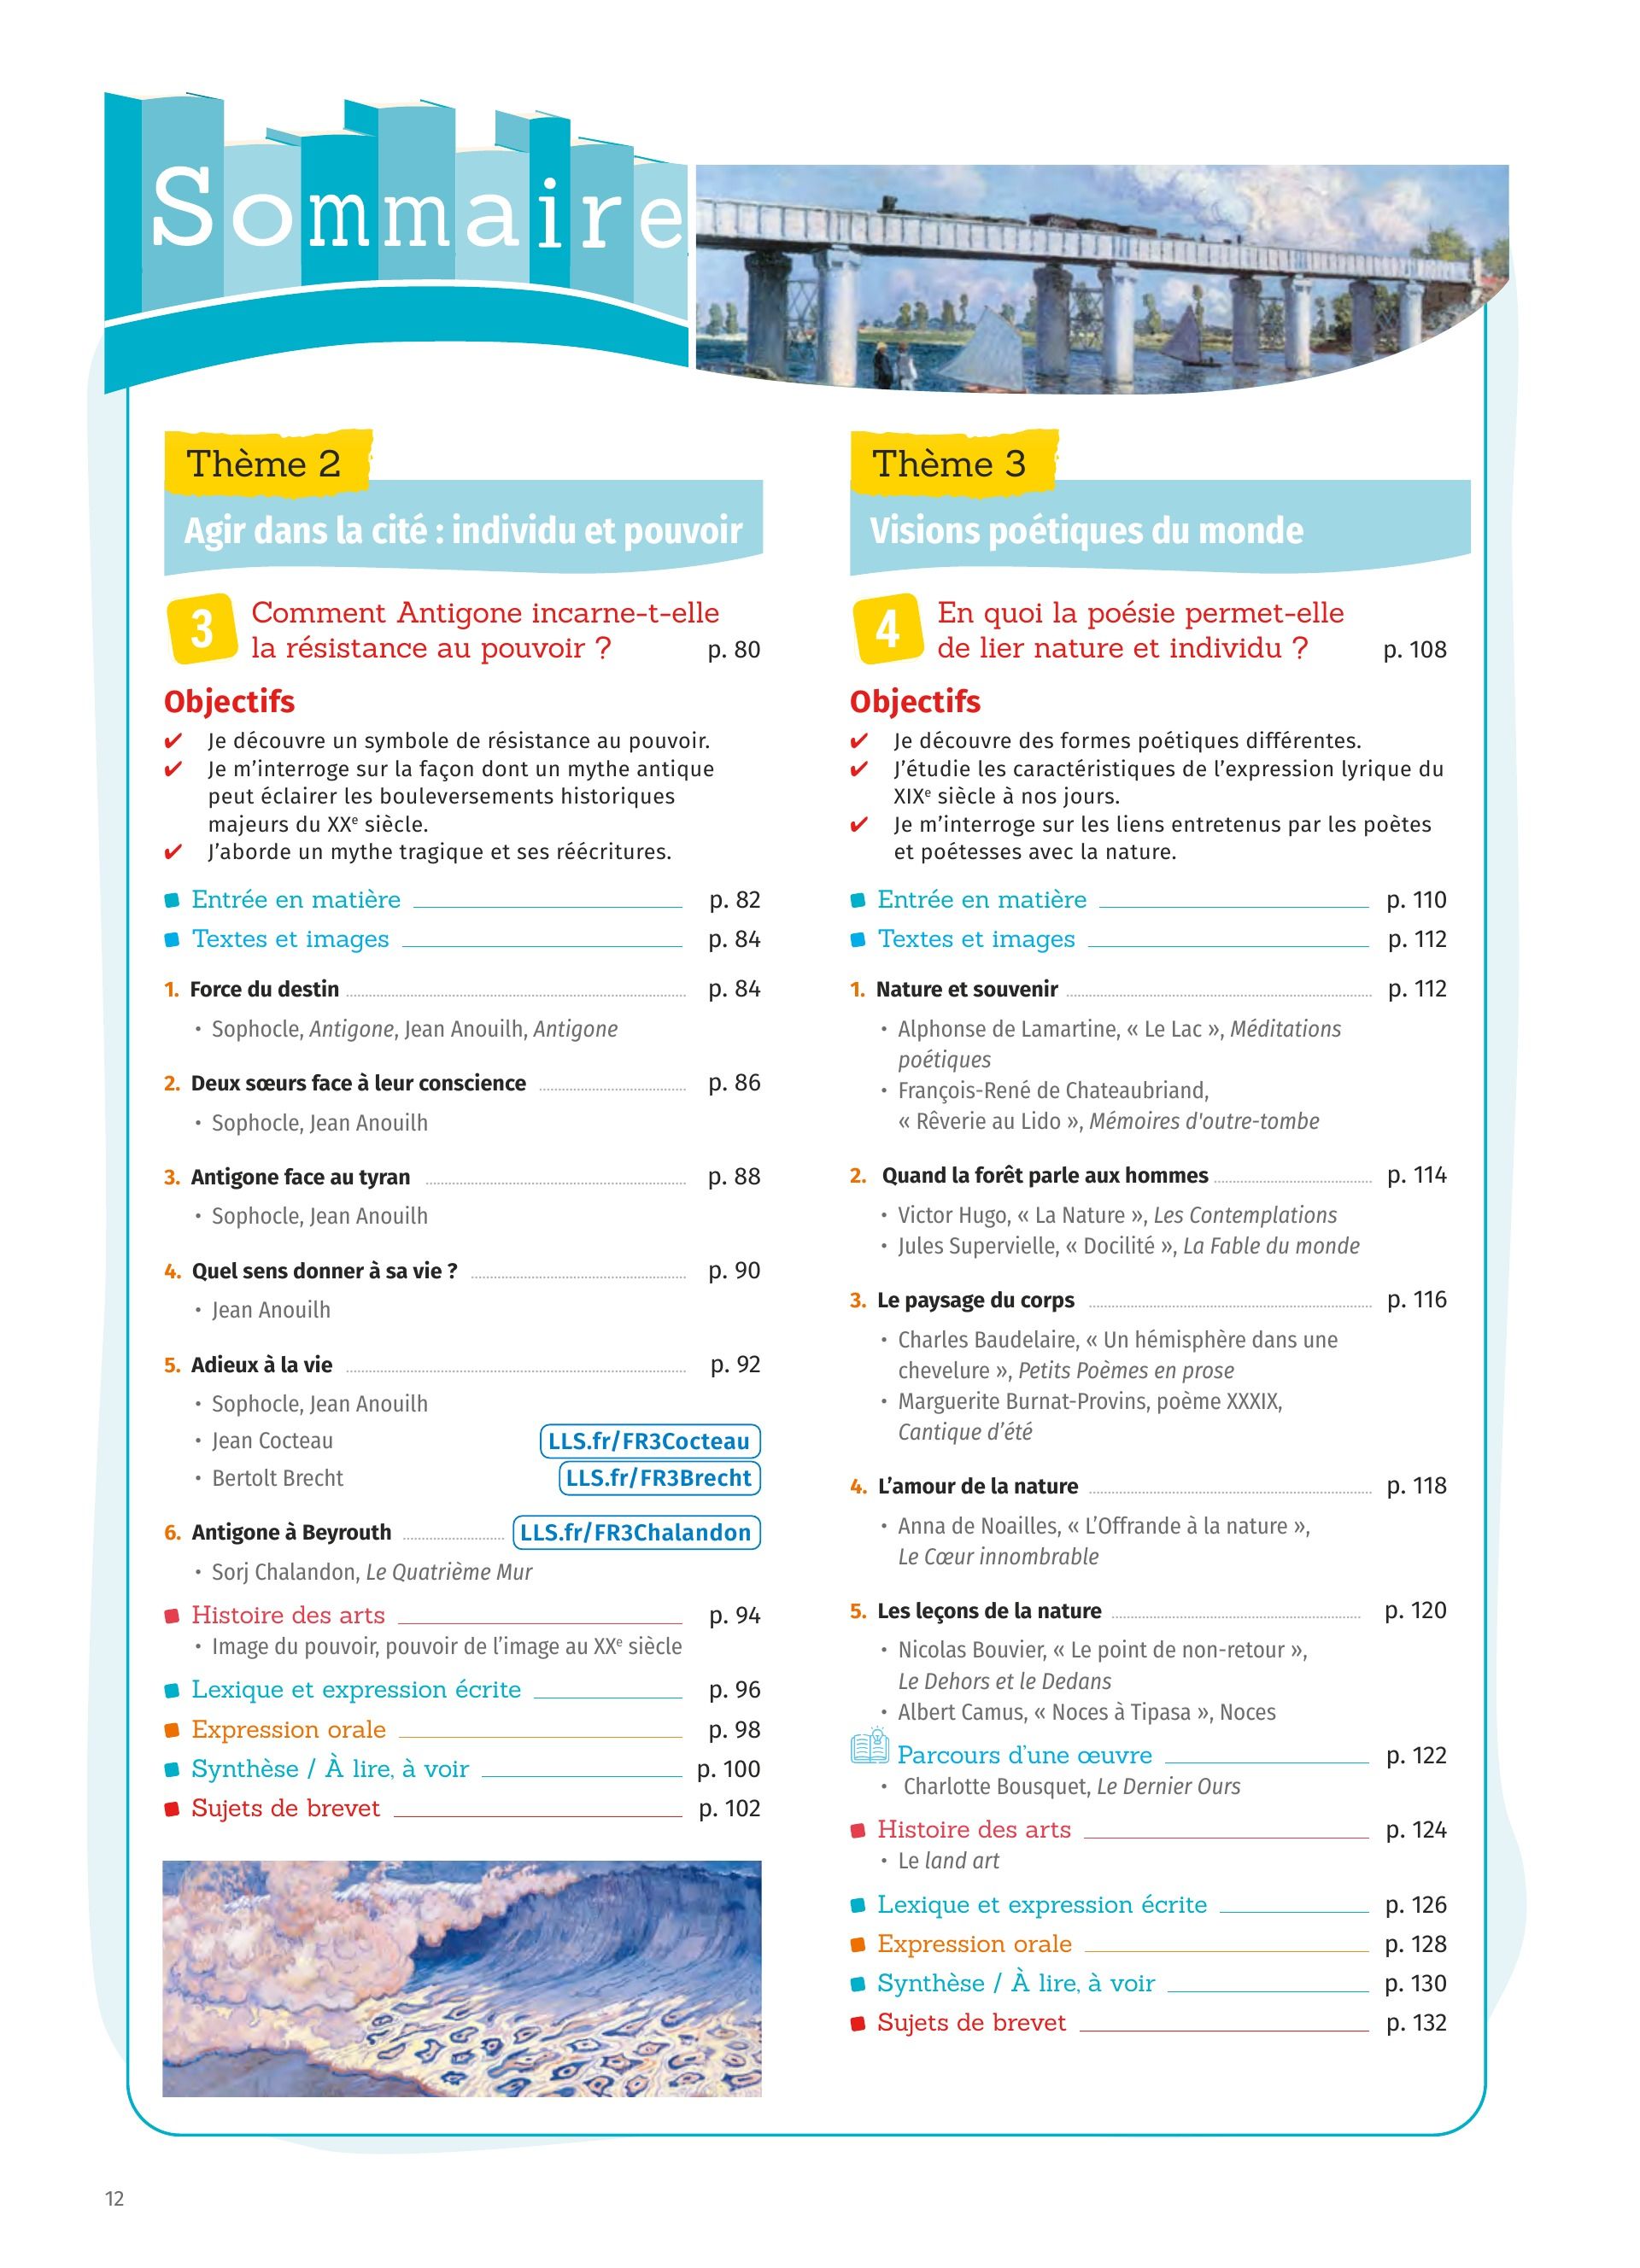 Sommaire
Thème 2
Agir dans la cité : individu et pouvoir
3
Comment Antigone incarne-t-elle
la résistance au pouvoir ? p. 80
Objectifs
✔ Je découvre un symbole de résistance au pouvoir.
✔ Je m’interroge sur la façon dont un mythe antique
peut éclairer les bouleversements historiques
majeurs du XXe siècle.
✔ J’aborde un mythe tragique et ses réécritures.
Entrée en matière p. 82
Textes et images p. 84
1. Force du destin p. 84
• Sophocle, Antigone, Jean Anouilh, Antigone
2. Deux sœurs face à leur conscience p. 86
• Sophocle, Jean Anouilh
3. Antigone face au tyran p. 88
• Sophocle, Jean Anouilh
4. Quel sens donner à sa vie ? p. 90
• Jean Anouilh
5. Adieux à la vie p. 92
• Sophocle, Jean Anouilh
• Jean Cocteau LLS.fr/FR3Cocteau
• Bertolt Brecht LLS.fr/FR3Brecht
6. Antigone à Beyrouth LLS.fr/FR3Chalandon
• Sorj Chalandon, Le Quatrième Mur
Histoire des arts p. 94
• Image du pouvoir, pouvoir de l’image au XXe siècle
Lexique et expression écrite p. 96
Expression orale p. 98
Synthèse / À lire, à voir p. 100
Sujets de brevet p. 102
Thème 3
Visions poétiques du monde
4
En quoi la poésie permet-elle
de lier nature et individu ? p. 108
Objectifs
✔ Je découvre des formes poétiques différentes.
✔ J’étudie les caractéristiques de l’expression lyrique du
XIXe siècle à nos jours.
✔ Je m’interroge sur les liens entretenus par les poètes
et poétesses avec la nature.
Entrée en matière p. 110
Textes et images p. 112
1. Nature et souvenir p. 112
• Alphonse de Lamartine, « Le Lac », Méditations
poétiques
• François-René de Chateaubriand,
« Rêverie au Lido », Mémoires d'outre-tombe
2. Quand la forêt parle aux hommes p. 114
• Victor Hugo, « La Nature », Les Contemplations
• Jules Supervielle, « Docilité », La Fable du monde
3. Le paysage du corps p. 116
• Charles Baudelaire, « Un hémisphère dans une
chevelure », Petits Poèmes en prose
• Marguerite Burnat-Provins, poème XXXIX,
Cantique d’été
4. L’amour de la nature p. 118
• Anna de Noailles, « L’Offrande à la nature »,
Le Cœur innombrable
5. Les leçons de la nature p. 120
• Nicolas Bouvier, « Le point de non-retour »,
Le Dehors et le Dedans
• Albert Camus, « Noces à Tipasa », Noces
Parcours d’une œuvre p. 122
• Charlotte Bousquet, Le Dernier Ours
Histoire des arts p. 124
• Le land art
Lexique et expression écrite p. 126
Expression orale p. 128
Synthèse / À lire, à voir p. 130
Sujets de brevet p. 132
12